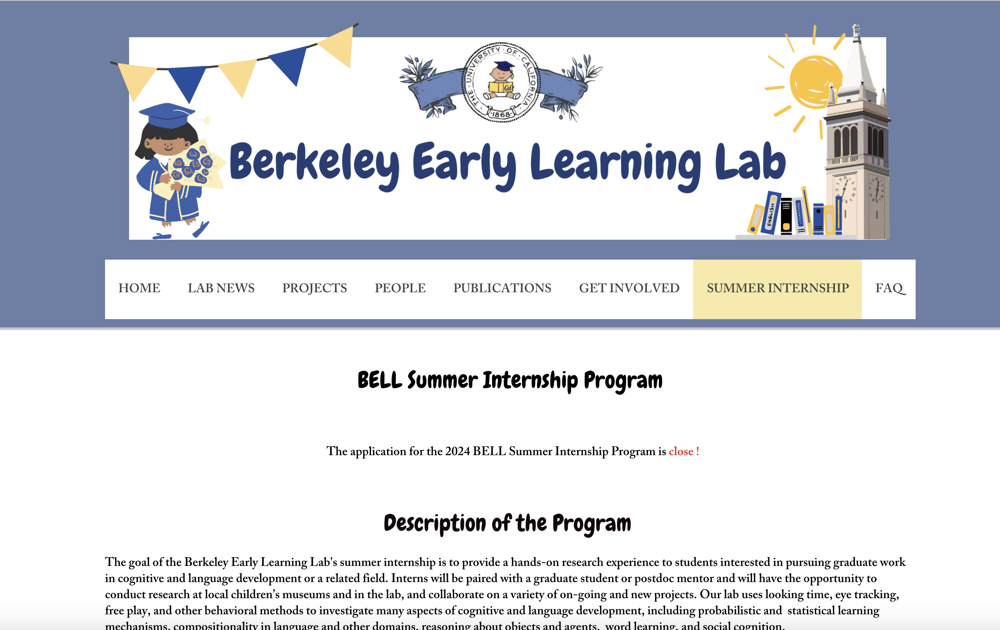 THE · UNIVERSITY · OF · CALIFORNIA
Cal
·1868·
Berkeley Early Learning Lab
ENGLISH
LITERATURE
HOME LAB NEWS PROJECTS PEOPLE PUBLICATIONS GET INVOLVED SUMMER INTERNSHIP FAQ
BELL Summer Internship Program
The application for the 2024 BELL Summer Internship Program is close !
Description of the Program
The goal of the Berkeley Early Learning Lab's summer internship is to provide a hands-on research experience to students interested in pursuing graduate work
in cognitive and language development or a related field. Interns will be paired with a graduate student or postdoc mentor and will have the opportunity to
conduct research at local children’s museums and in the lab, and collaborate on a variety of on-going and new projects. Our lab uses looking time, eye tracking,
free play, and other behavioral methods to investigate many aspects of cognitive and language development, including probabilistic and  statistical learning
mechanisms, compositionality in language and other domains, reasoning about objects and agents,  word learning, and social cognition.